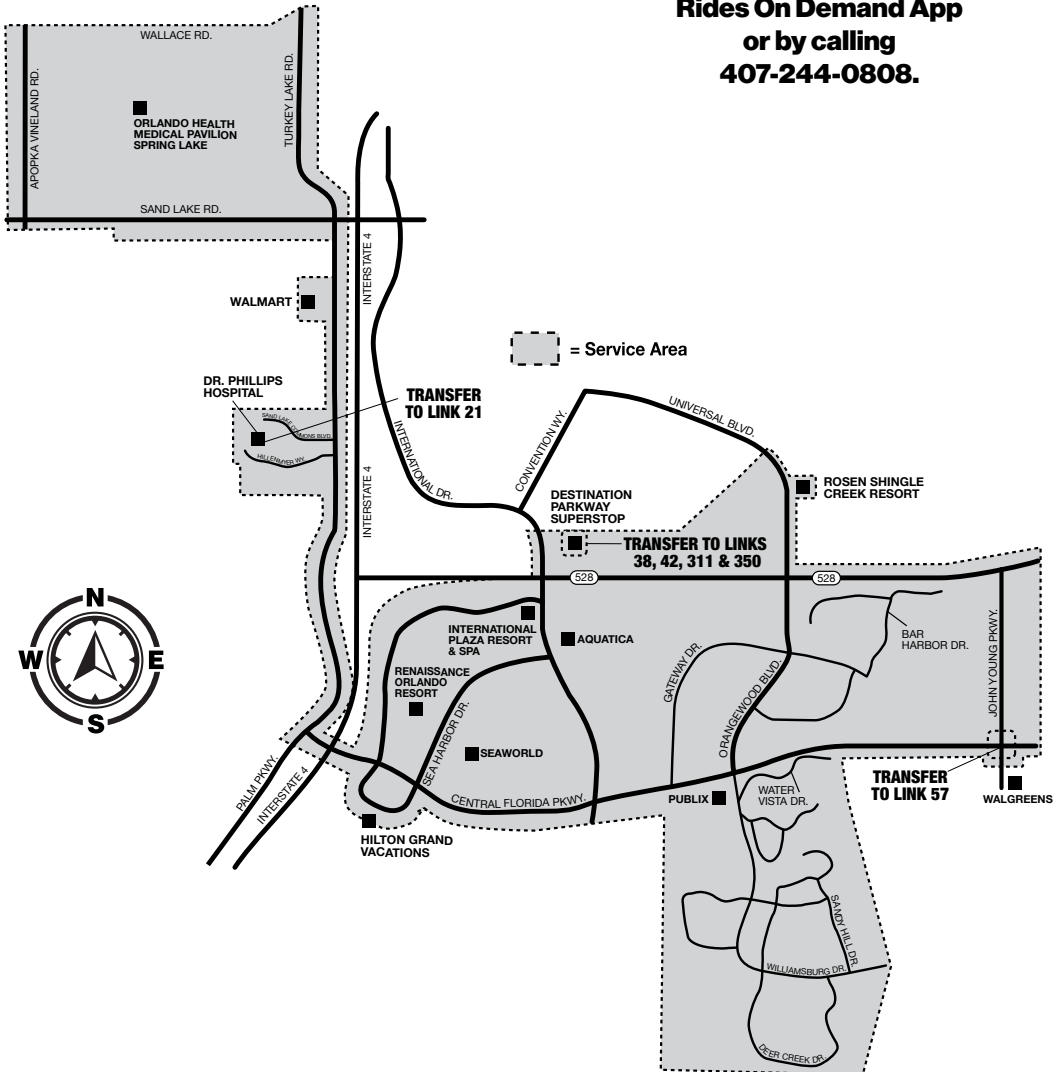 Rides On Demand App
or by calling
407-244-0808.
WALLACE RD.
APOPKA VINELAND RD.
TURKEY LAKE RD.
ORLANDO HEALTH
MEDICAL PAVILION
SPRING LAKE
SAND LAKE RD.
INTERSTATE 4
WALMART
= Service Area
DR. PHILLIPS
HOSPITAL
TRANSFER
TO LINK 21
SAND LAKE COMMONS BLVD.
HILLENMYER WY.
INTERSTATE 4
INTERNATIONAL DR.
CONVENTION WY.
UNIVERSAL BLVD.
ROSEN SHINGLE
CREEK RESORT
DESTINATION
PARKWAY
SUPERSTOP
TRANSFER TO LINKS
38, 42, 311 & 350
528
528
N
W
E
S
INTERNATIONAL
PLAZA RESORT
& SPA
AQUATICA
BAR
HARBOR DR.
JOHN YOUNG PKWY.
RENAISSANCE
ORLANDO
RESORT
SEA HARBOR DR.
SEAWORLD
GATEWAY DR.
ORANGEWOOD BLVD.
PALM PKWY.
INTERSTATE 4
CENTRAL FLORIDA PKWY.
PUBLIX
WATER
VISTA DR.
TRANSFER
TO LINK 57
WALGREENS
HILTON GRAND
VACATIONS
SANDY HILL DR.
WILLIAMSBURG DR.
DEER CREEK DR.